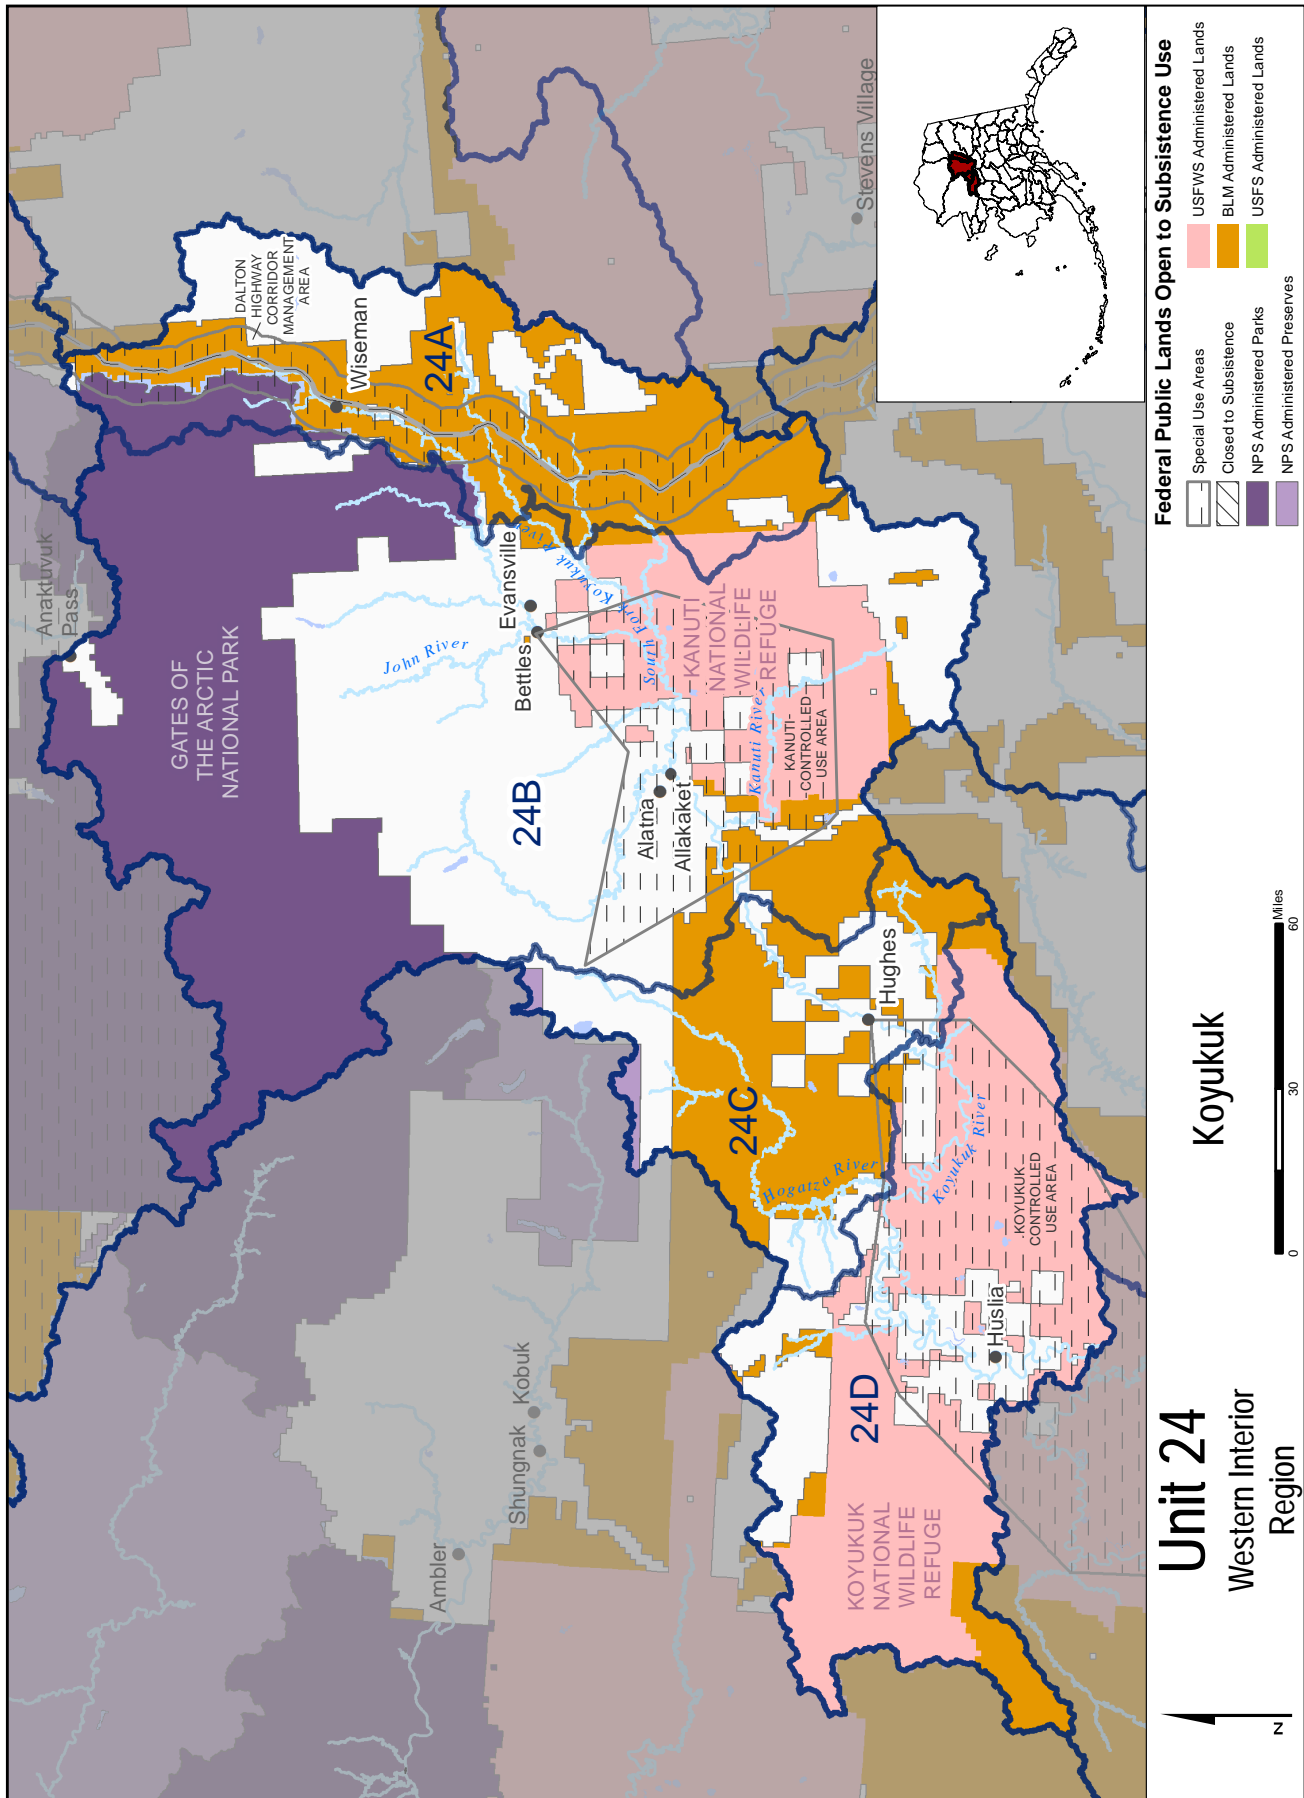 Anaktuvuk
Pass
GATES OF
THE ARCTIC
NATIONAL PARK
DALTON
HIGHWAY
CORRIDOR
MANAGEMENT
AREA
Wiseman
24A
John River
Evansville
Bettles
South Fork Koyukuk River
24B
KANUTI
NATIONAL
WILDLIFE
REFUGE
Kanuti River
KANUTI-
CONTROLLED
USE AREA
Alatna
Allakaket
Stevens Village
Hughes
24C
Hogatza River
Koyukuk River
KOYUKUK
CONTROLLED
USE AREA
Huslia
24D
KOYUKUK
NATIONAL
WILDLIFE
REFUGE
Kobuk
Shungnak
Ambler
Unit 24
Western Interior
Region
Koyukuk
0 30 60
Miles
N
Federal Public Lands Open to Subsistence Use
Special Use Areas
Closed to Subsistence
NPS Administered Parks
NPS Administered Preserves
USFWS Administered Lands
BLM Administered Lands
USFS Administered Lands